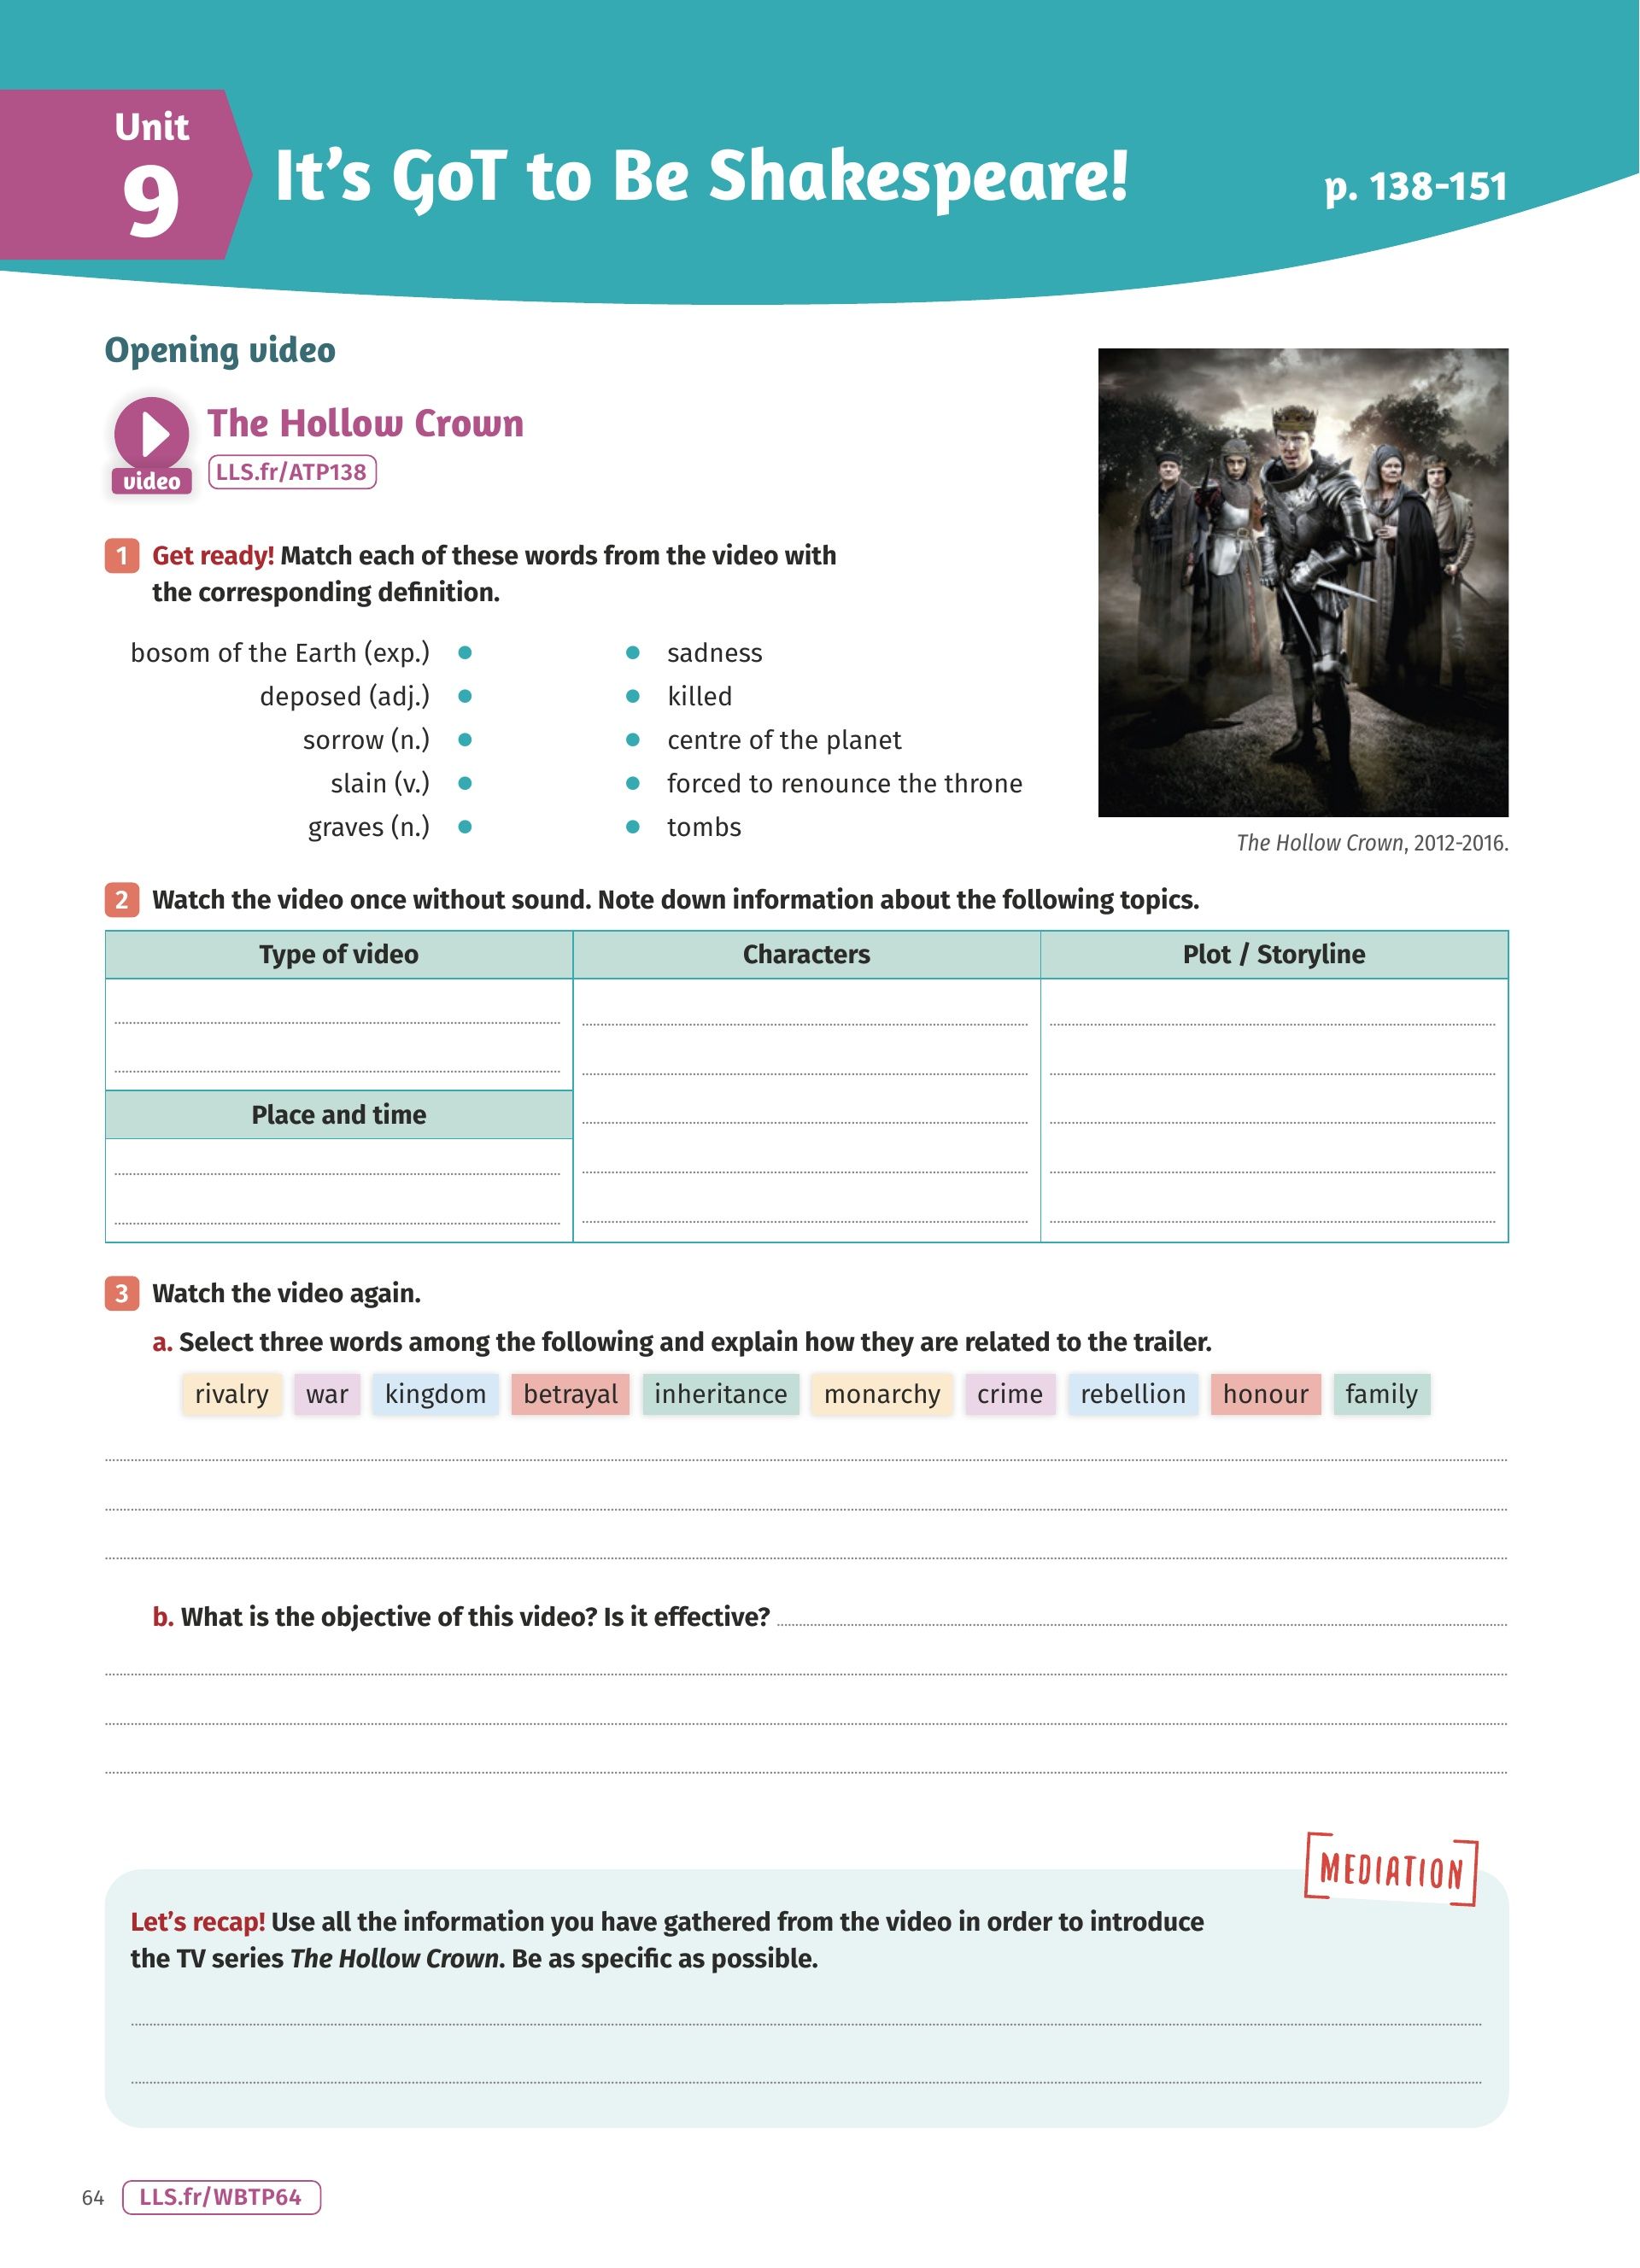 Unit
9
It's GoT to Be Shakespeare!
p. 138-151
Opening video
video
The Hollow Crown
LLS.fr/ATP138
1 Get ready! Match each of these words from the video with
the corresponding definition.
bosom of the Earth (exp.) • • sadness
deposed (adj.) • • killed
sorrow (n.) • • centre of the planet
slain (v.) • • forced to renounce the throne
graves (n.) • • tombs
The Hollow Crown, 2012-2016.
2 Watch the video once without sound. Note down information about the following topics.
Type of video Characters Plot / Storyline
Place and time
3 Watch the video again.
a. Select three words among the following and explain how they are related to the trailer.
rivalry war kingdom betrayal inheritance monarchy crime rebellion honour family
b. What is the objective of this video? Is it effective?
MEDIATION
Let's recap! Use all the information you have gathered from the video in order to introduce
the TV series The Hollow Crown. Be as specific as possible.
64 LLS.fr/WBTP64